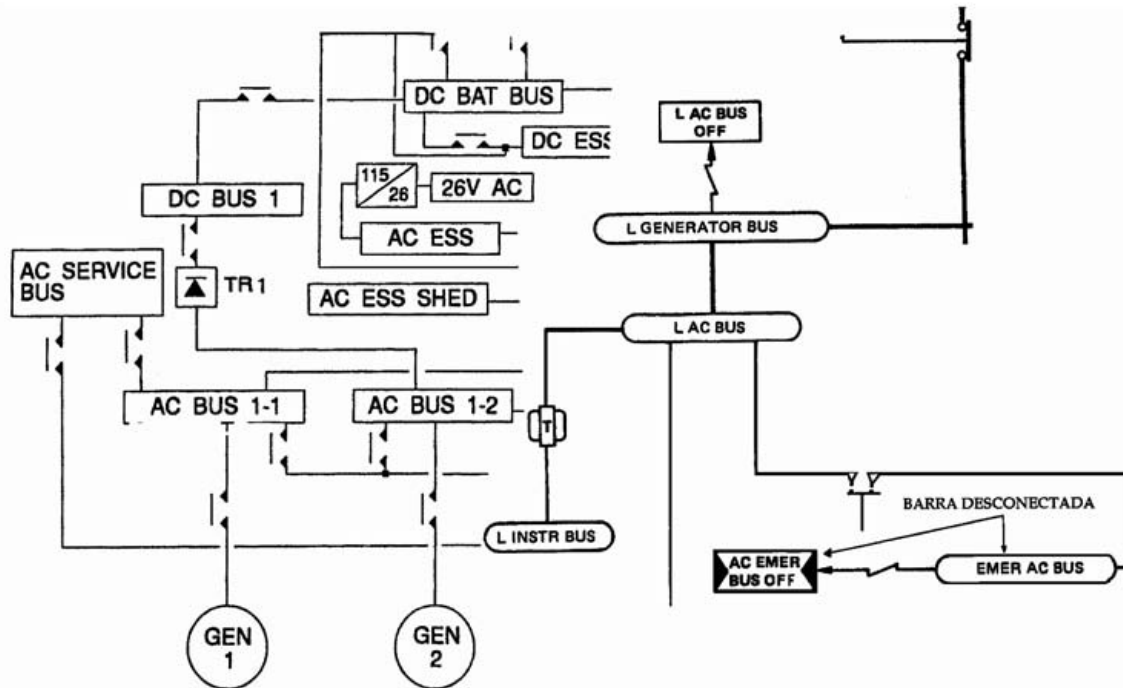 DC BAT BUS
L AC BUS
OFF
DC ESS
115
26
26V AC
DC BUS 1
L GENERATOR BUS
AC ESS
AC SERVICE
BUS
TR1
AC ESS SHED
L AC BUS
AC BUS 1-1
AC BUS 1-2
T
BARRA DESCONECTADA
L INSTR BUS
AC EMER
BUS OFF
EMER AC BUS
GEN
1
GEN
2